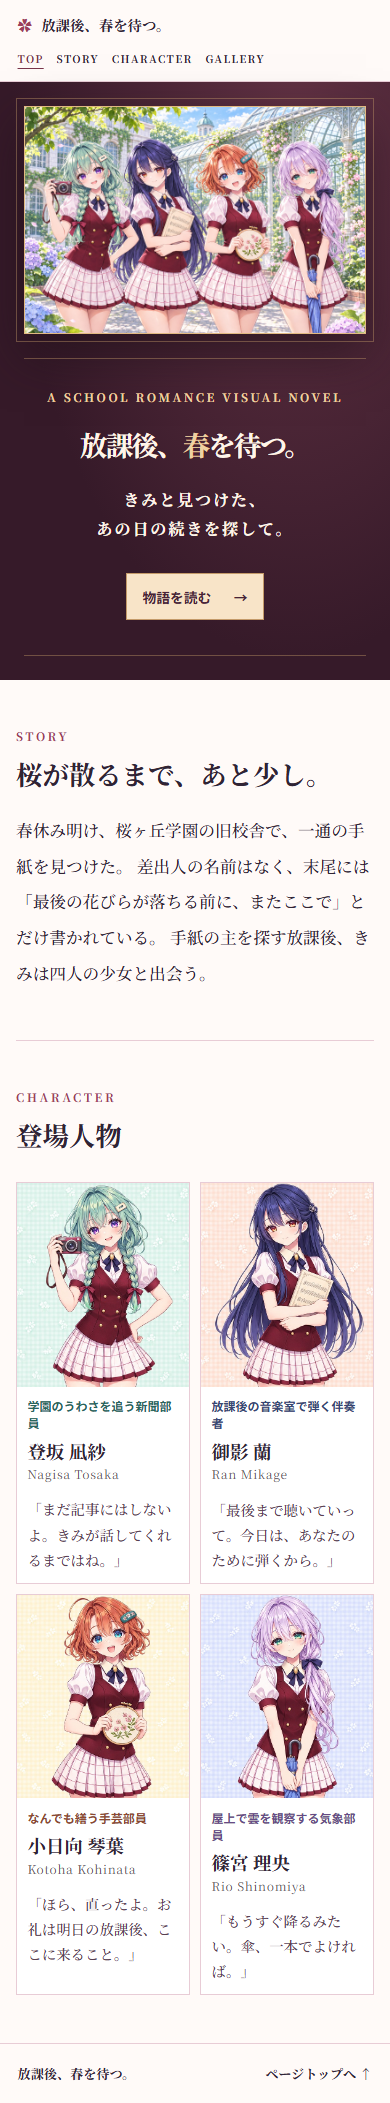 放課後、春を待つ。
TOP STORY CHARACTER GALLERY
A SCHOOL ROMANCE VISUAL NOVEL
放課後、春を待つ。
きみと見つけた、
あの日の続きを探して。
物語を読む →
STORY
桜が散るまで、あと少し。
春休み明け、桜ヶ丘学園の旧校舎で、一通の手
紙を見つけた。 差出人の名前はなく、末尾には
「最後の花びらが落ちる前に、またここで」と
だけ書かれている。 手紙の主を探す放課後、き
みは四人の少女と出会う。
CHARACTER
登場人物
学園のうわさを追う新聞部
員
登坂 凪紗
Nagisa Tosaka
「まだ記事にはしない
よ。きみが話してくれ
るまではね。」
放課後の音楽室で弾く伴奏
者
御影 蘭
Ran Mikage
「最後まで聴いていっ
て。今日は、あなたの
ために弾くから。」
なんでも繕う手芸部員
小日向 琴葉
Kotoha Kohinata
「ほら、直ったよ。お
礼は明日の放課後、こ
こに来ること。」
屋上で雲を観察する気象部
員
篠宮 理央
Rio Shinomiya
「もうすぐ降るみた
い。傘、一本でよけれ
ば。」
放課後、春を待つ。
ページトップへ ↑